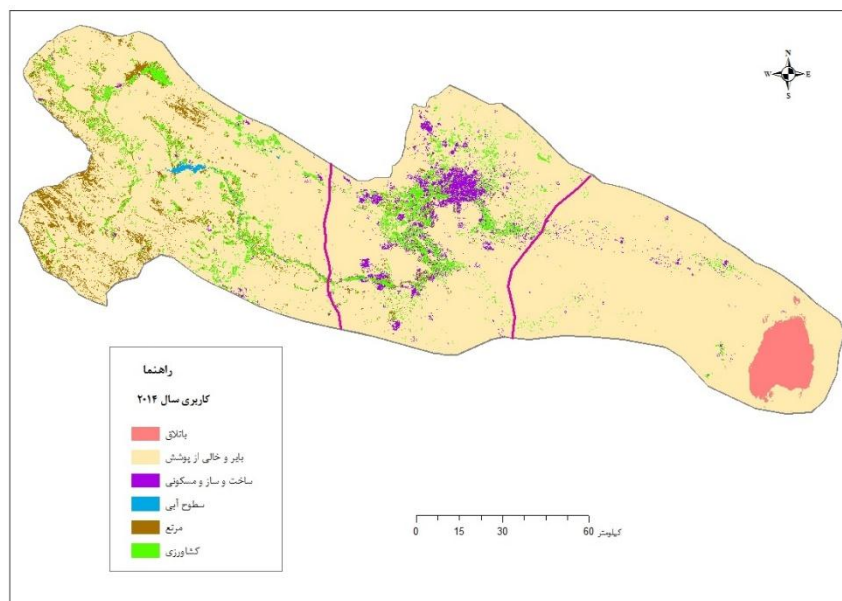 N
W E
S
راهنما
کاربری سال ۲۰۱۴
باتلاق
بایر و خالی از پوشش
ساخت و ساز و مسکونی
سطوح آبی
مرتع
کشاورزی
0 15 30 60 کیلومتر